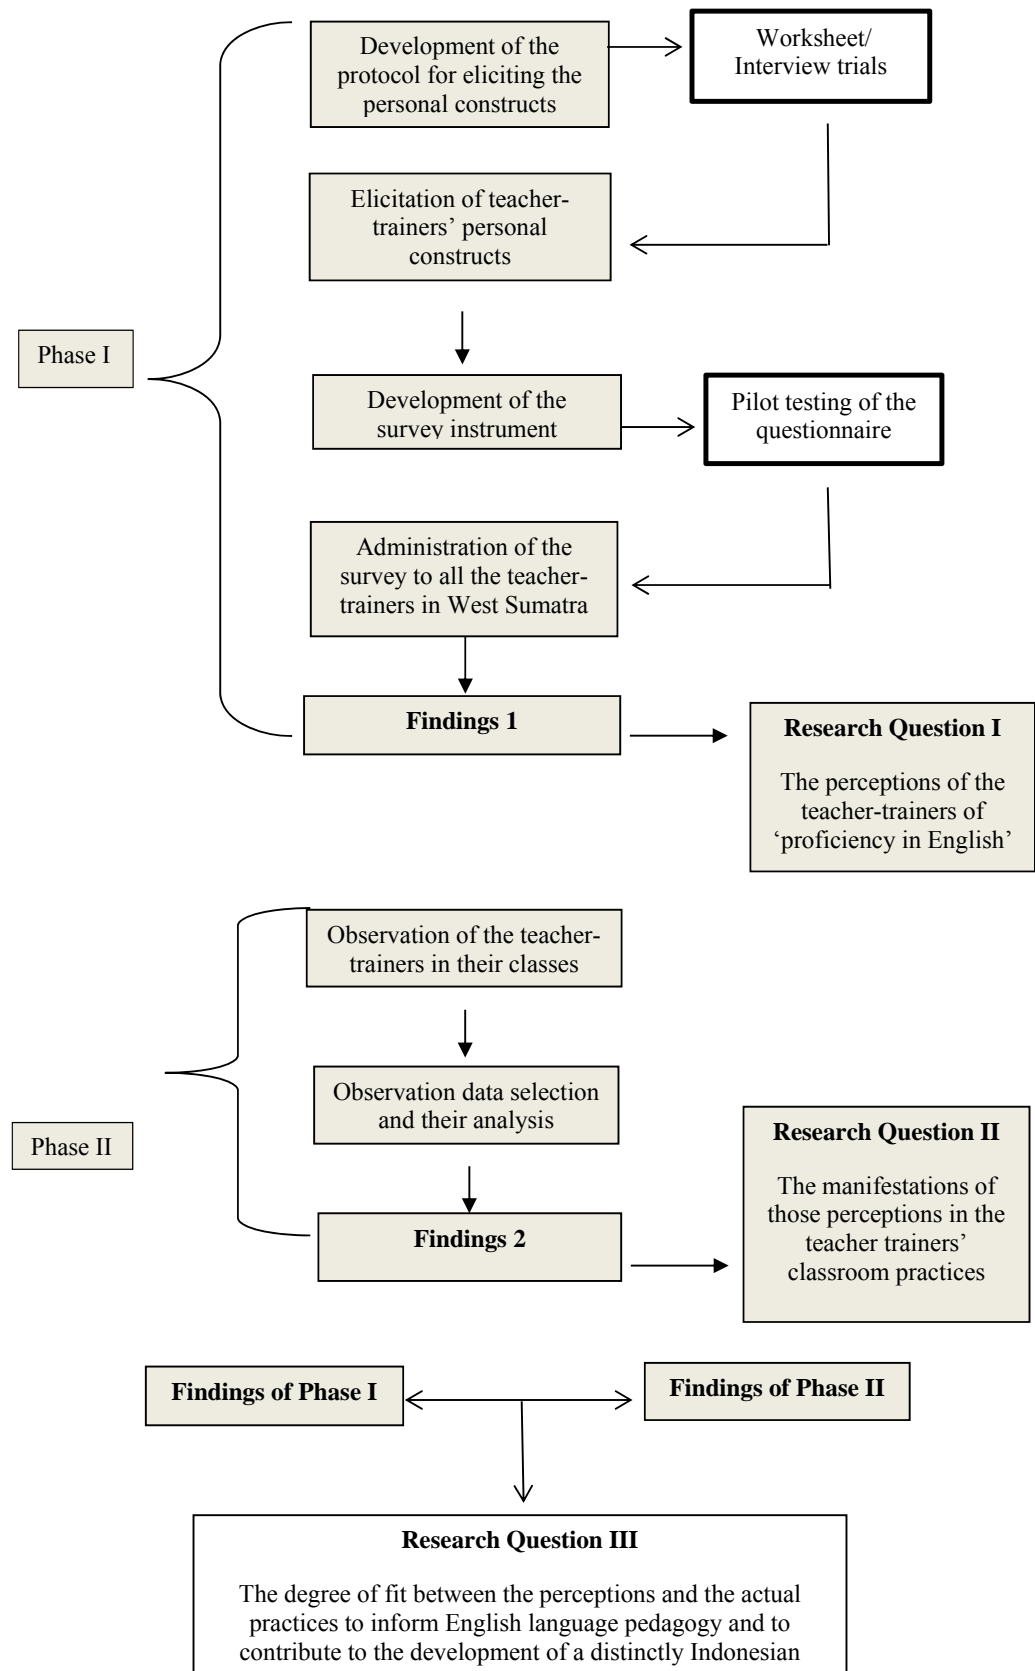 Development of the
protocol for eliciting the
personal constructs
Worksheet/
Interview trials
Elicitation of teacher-
trainers’ personal
constructs
Phase I
Development of the
survey instrument
Pilot testing of the
questionnaire
Administration of the
survey to all the teacher-
trainers in West Sumatra
Findings 1
Research Question I
The perceptions of the
teacher-trainers of
‘proficiency in English’
Observation of the teacher-
trainers in their classes
Observation data selection
and their analysis
Phase II
Research Question II
The manifestations of
those perceptions in the
teacher trainers’
classroom practices
Findings 2
Findings of Phase I
Findings of Phase II
Research Question III
The degree of fit between the perceptions and the actual
practices to inform English language pedagogy and to
contribute to the development of a distinctly Indonesian